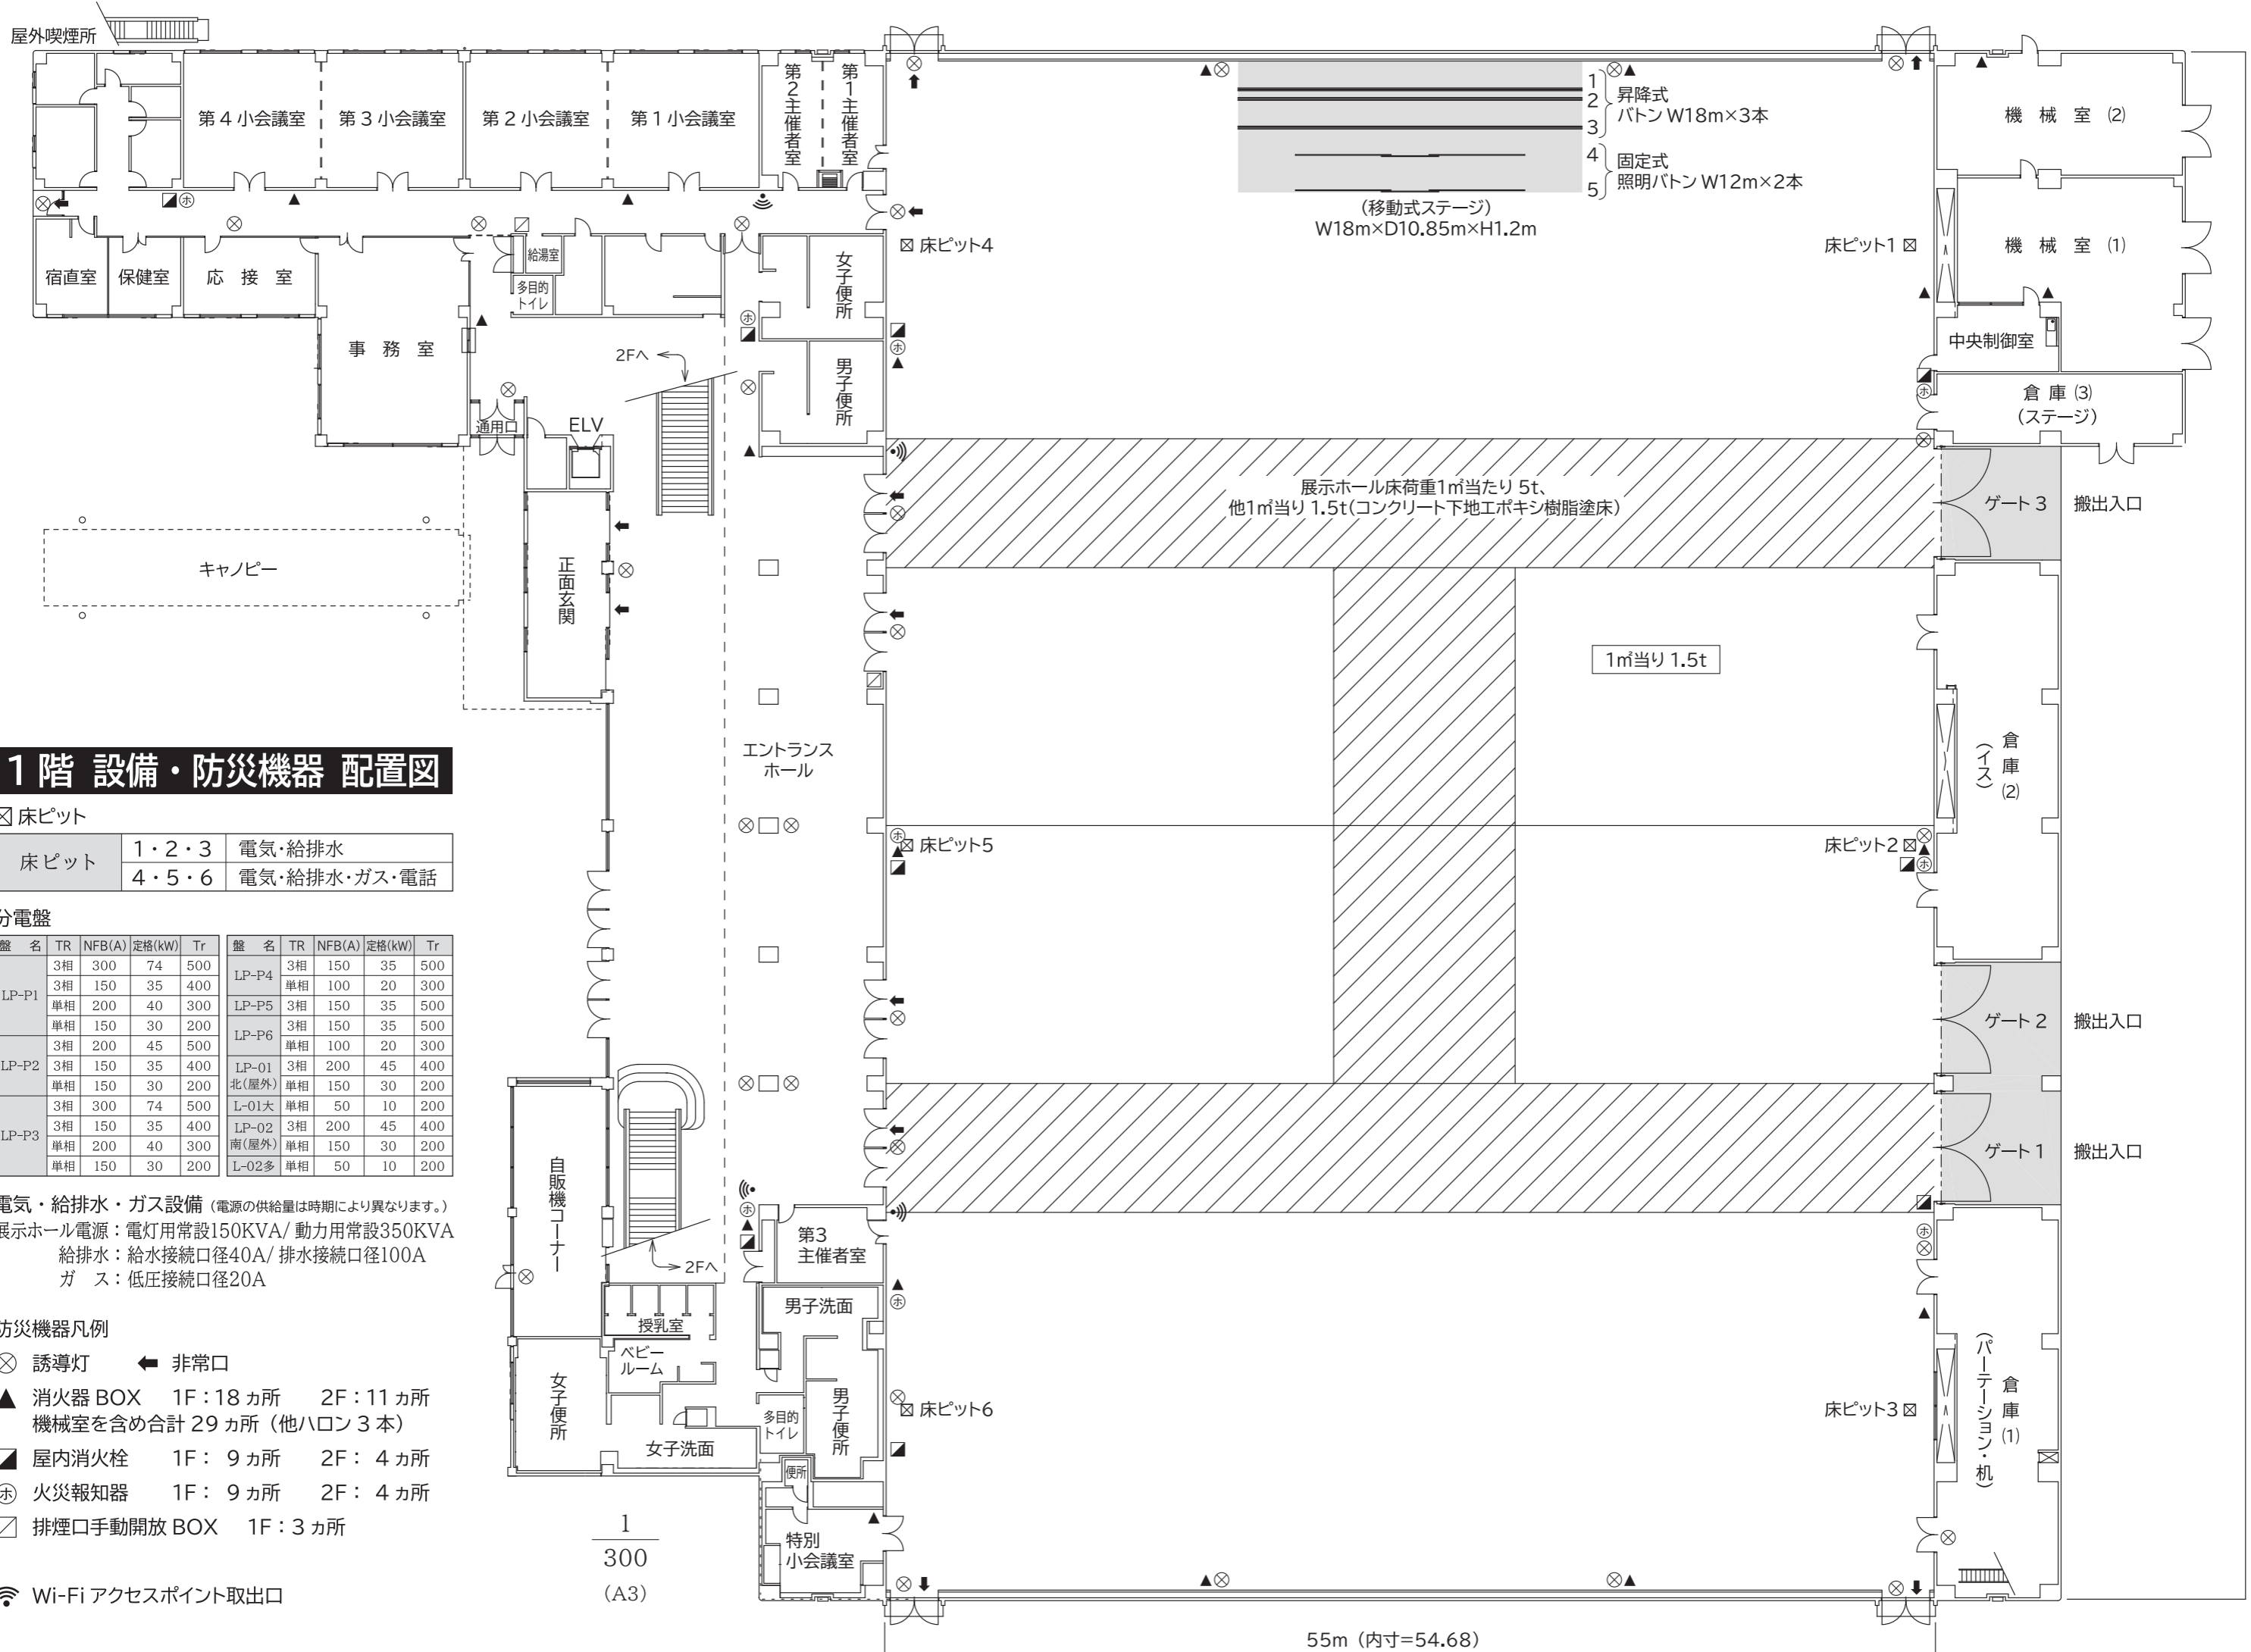 屋外喫煙所
第4小会議室
第3小会議室
第2小会議室
第1小会議室
第2主催者室
第1主催者室
1
2
3
昇降式
バトン W18m×3本
4
5
固定式
照明バトン W12m×2本
(移動式ステージ)
W18m×D10.85m×H1.2m
機械室 (2)
機械室 (1)
床ピット4
床ピット1
宿直室
保健室
応接室
事務室
給湯室
多目的
トイレ
女子便所
男子便所
2Fへ
通用口
ELV
中央制御室
倉庫 (3)
(ステージ)
展示ホール床荷重1㎡当たり 5t、
他1㎡当り 1.5t(コンクリート下地エポキシ樹脂塗床)
ゲート 3
搬出入口
キャノピー
正面玄関
1㎡当り 1.5t
エントランス
ホール
倉庫 (2)
(イス)
床ピット5
床ピット2
ゲート 2
搬出入口
ゲート 1
搬出入口
1階 設備・防災機器 配置図
床ピット
床ピット
1・2・3 電気・給排水
4・5・6 電気・給排水・ガス・電話
分電盤
盤 名 TR NFB(A) 定格(kW) Tr
LP-P1 3相 300 74 500
3相 150 35 400
単相 200 40 300
単相 150 30 200
LP-P2 3相 200 45 500
3相 150 35 400
単相 150 30 200
LP-P3 3相 300 74 500
3相 150 35 400
単相 200 40 300
単相 150 30 200
盤 名 TR NFB(A) 定格(kW) Tr
LP-P4 3相 150 35 500
単相 100 20 300
LP-P5 3相 150 35 500
LP-P6 3相 150 35 500
単相 100 20 300
LP-01 3相 200 45 400
北(屋外) 単相 150 30 200
L-01大 単相 50 10 200
LP-02 3相 200 45 400
南(屋外) 単相 150 30 200
L-02多 単相 50 10 200
電気・給排水・ガス設備 (電源の供給量は時期により異なります。)
展示ホール電源：電灯用常設150KVA/ 動力用常設350KVA
給排水：給水接続口径40A/ 排水接続口径100A
ガ ス：低圧接続口径20A
防災機器凡例
誘導灯 非常口
消火器 BOX 1F：18 ヵ所 2F：11 ヵ所
機械室を含め合計 29 ヵ所（他ハロン 3 本）
屋内消火栓 1F： 9 ヵ所 2F： 4 ヵ所
ホ 火災報知器 1F： 9 ヵ所 2F： 4 ヵ所
排煙口手動開放 BOX 1F：3 ヵ所
Wi-Fi アクセスポイント取出口
自販機コーナー
2Fへ
第3
主催者室
男子洗面
授乳室
ベビー
ルーム
女子便所
女子洗面
多目的
トイレ
男子便所
便所
特別
小会議室
床ピット6
床ピット3
倉庫 (1)
(パーテーション・机)
1
300
(A3)
55m (内寸=54.68)